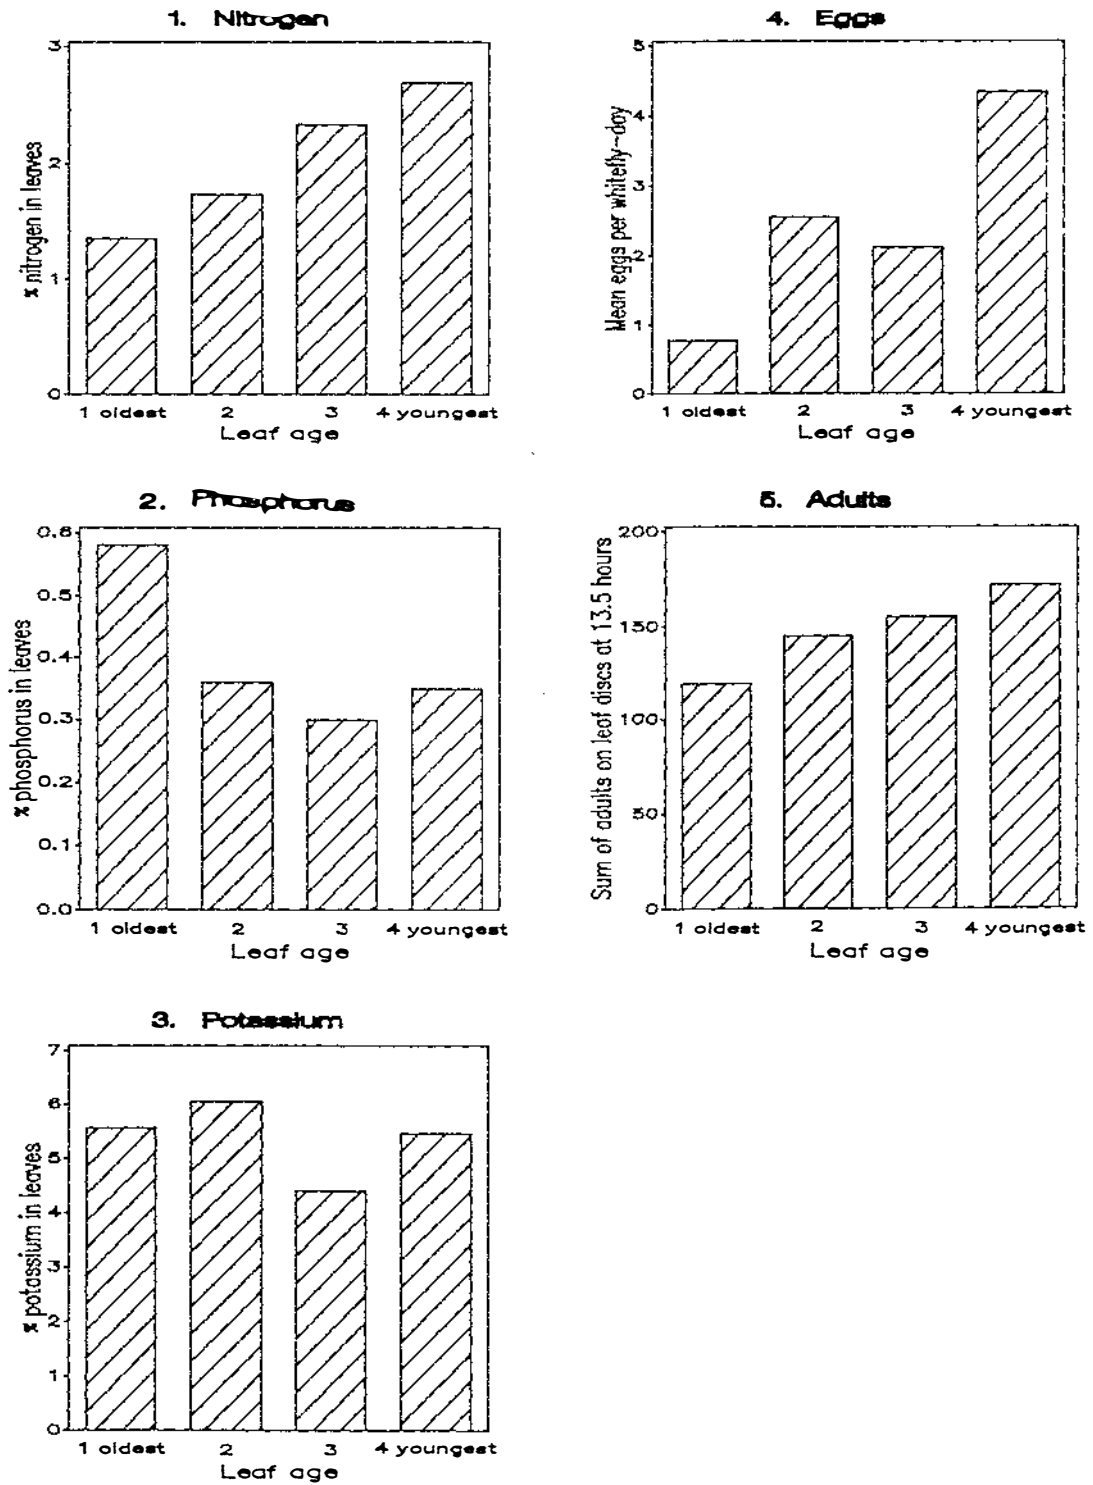 1. Nitrogen
3
2
1
0
% nitrogen in leaves
1 oldest 2 3 4 youngest
Leaf age
4. Eggs
5
4
3
2
1
0
Mean eggs per whitefly-day
1 oldest 2 3 4 youngest
Leaf age
2. Phosphorus
0.6
0.5
0.4
0.3
0.2
0.1
0.0
% phosphorus in leaves
1 oldest 2 3 4 youngest
Leaf age
5. Adults
200
150
100
50
0
Sum of adults on leaf discs at 13.5 hours
1 oldest 2 3 4 youngest
Leaf age
3. Potassium
7
6
5
4
3
2
1
0
% potassium in leaves
1 oldest 2 3 4 youngest
Leaf age